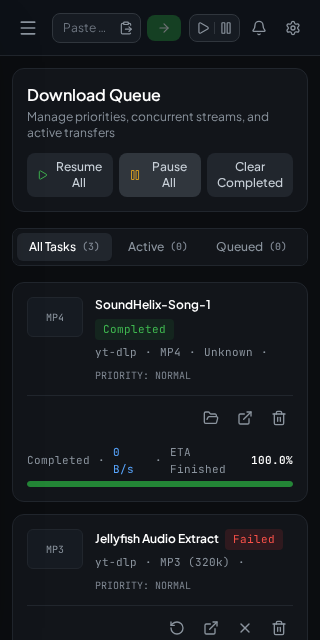 Paste ...
Download Queue
Manage priorities, concurrent streams, and
active transfers
Resume
All
Pause
All
Clear
Completed
All Tasks (3)
Active (0)
Queued (0)
MP4
SoundHelix-Song-1
Completed
yt-dlp · MP4 · Unknown ·
PRIORITY: NORMAL
Completed · 0
B/s
· ETA
Finished
100.0%
MP3
Jellyfish Audio Extract Failed
yt-dlp · MP3 (320k) ·
PRIORITY: NORMAL